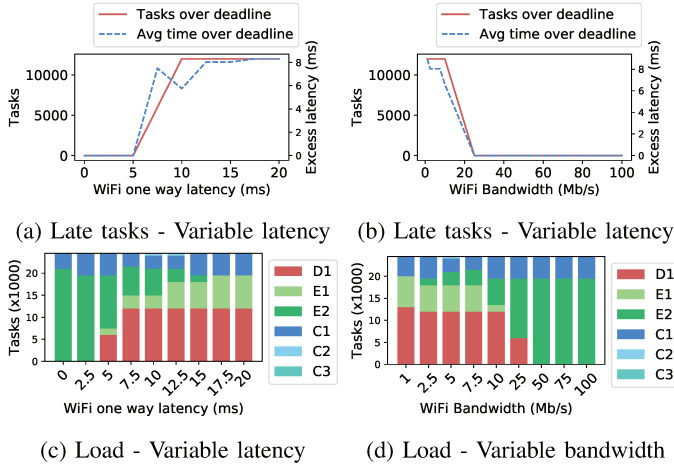 Tasks over deadline
Avg time over deadline
Tasks
10000
5000
0
8
6
4
2
0
Excess latency (ms)
0 5 10 15 20
WiFi one way latency (ms)
(a) Late tasks - Variable latency
Tasks over deadline
Avg time over deadline
Tasks
10000
5000
0
8
6
4
2
0
Excess latency (ms)
0 20 40 60 80 100
WiFi Bandwidth (Mb/s)
(b) Late tasks - Variable latency
Tasks (x1000)
20
15
10
5
0
0 2.5 5 7.5 10 12.5 15 17.5 20
WiFi one way latency (ms)
D1
E1
E2
C1
C2
C3
(c) Load - Variable latency
Tasks (x1000)
20
15
10
5
0
1 2.5 5 7.5 10 25 50 75 100
WiFi Bandwidth (Mb/s)
D1
E1
E2
C1
C2
C3
(d) Load - Variable bandwidth